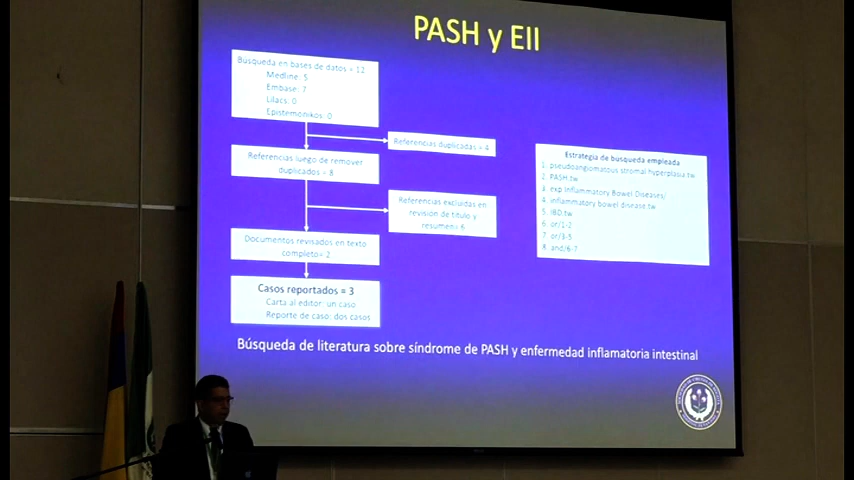 PASH y EII
Búsqueda en bases de datos = 12
Medline: 5
Embase: 7
Lilacs: 0
Epistemonikos: 0
Referencias duplicadas = 4
Referencias luego de remover
duplicados = 8
Referencias excluidas en
revisión de título y
resumen= 6
Documentos revisados en texto
completo= 2
Casos reportados = 3
Carta al editor: un caso
Reporte de caso: dos casos
Estrategia de busqueda empleada
1. pseudoangiomatous stromal hyperplasia.tw
2. PASH.tw
3. exp Inflammatory Bowel Diseases/
4. inflammatory bowel disease.tw
5. IBD.tw
6. or/1-2
7. or/3-5
8. and/6-7
Búsqueda de literatura sobre síndrome de PASH y enfermedad inflamatoria intestinal